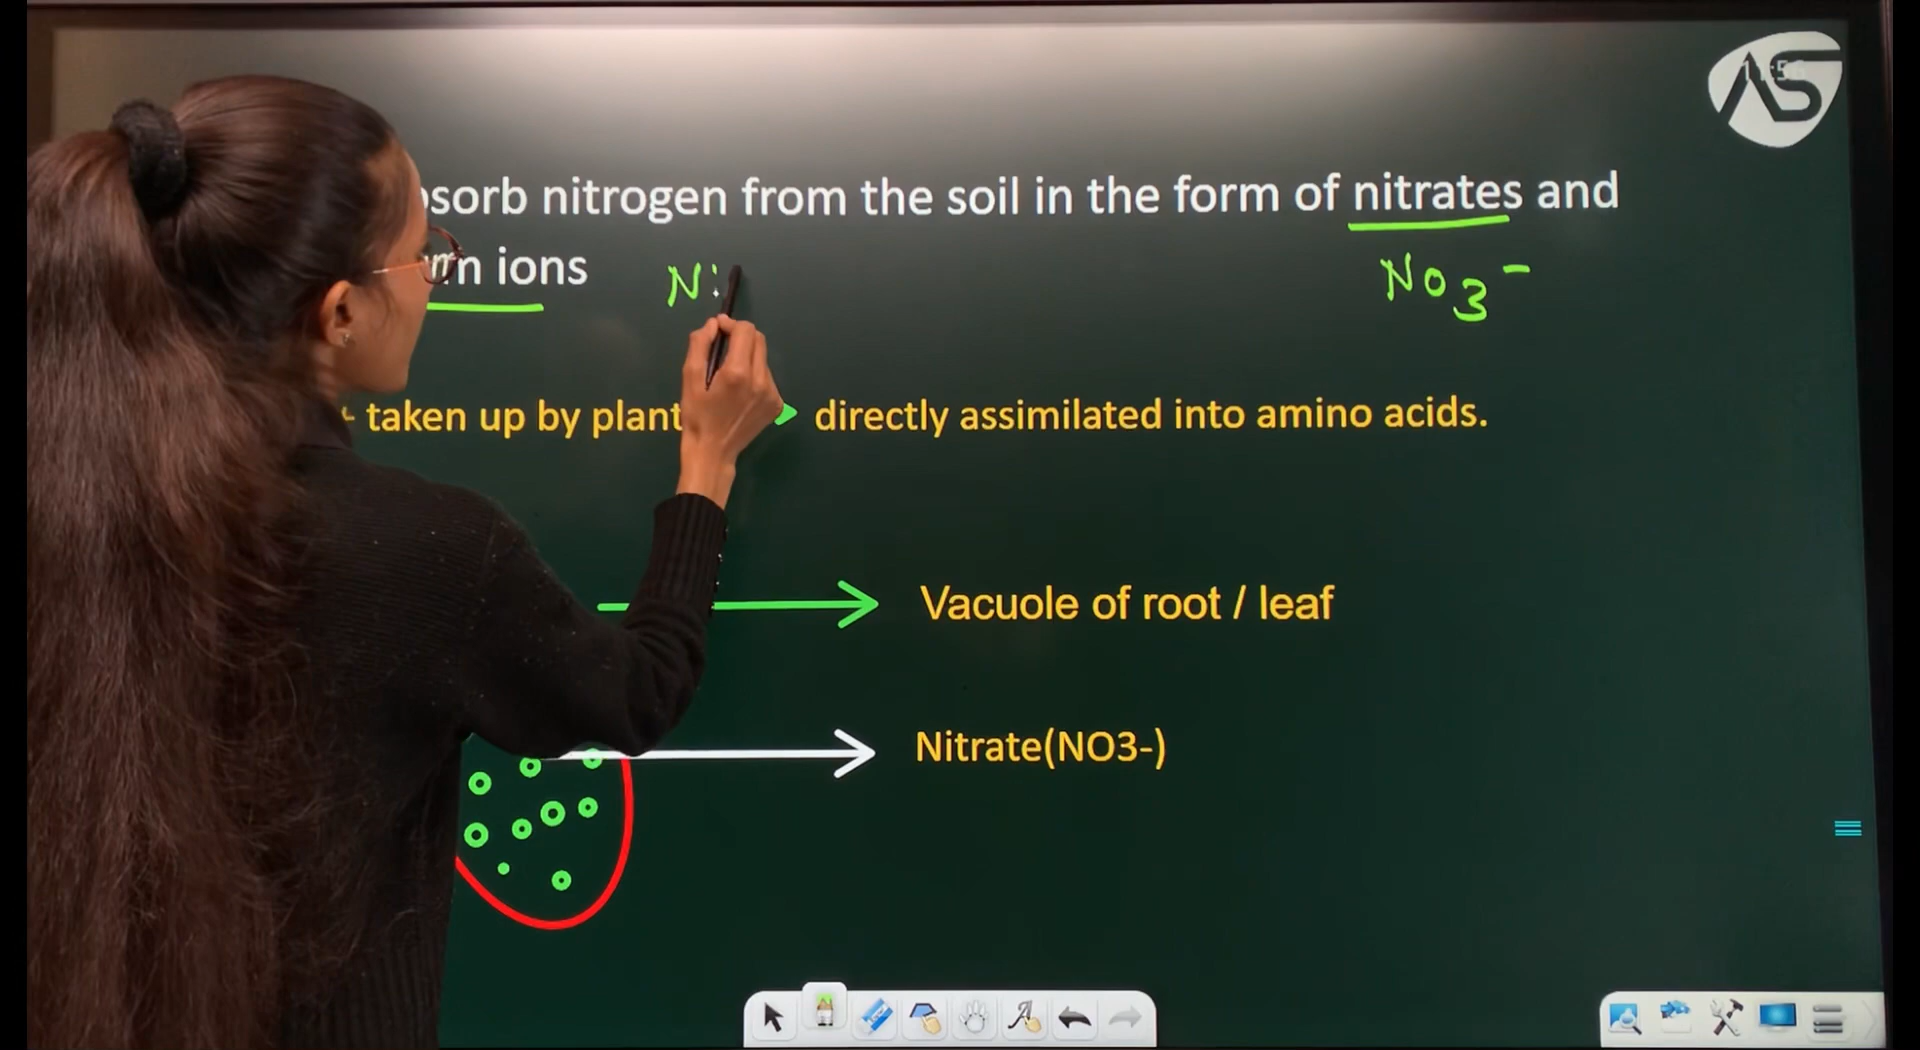 AS
sorb nitrogen from the soil in the form of nitrates and
m ions
N
NO3-
taken up by plant
directly assimilated into amino acids.
Vacuole of root / leaf
Nitrate(NO3-)